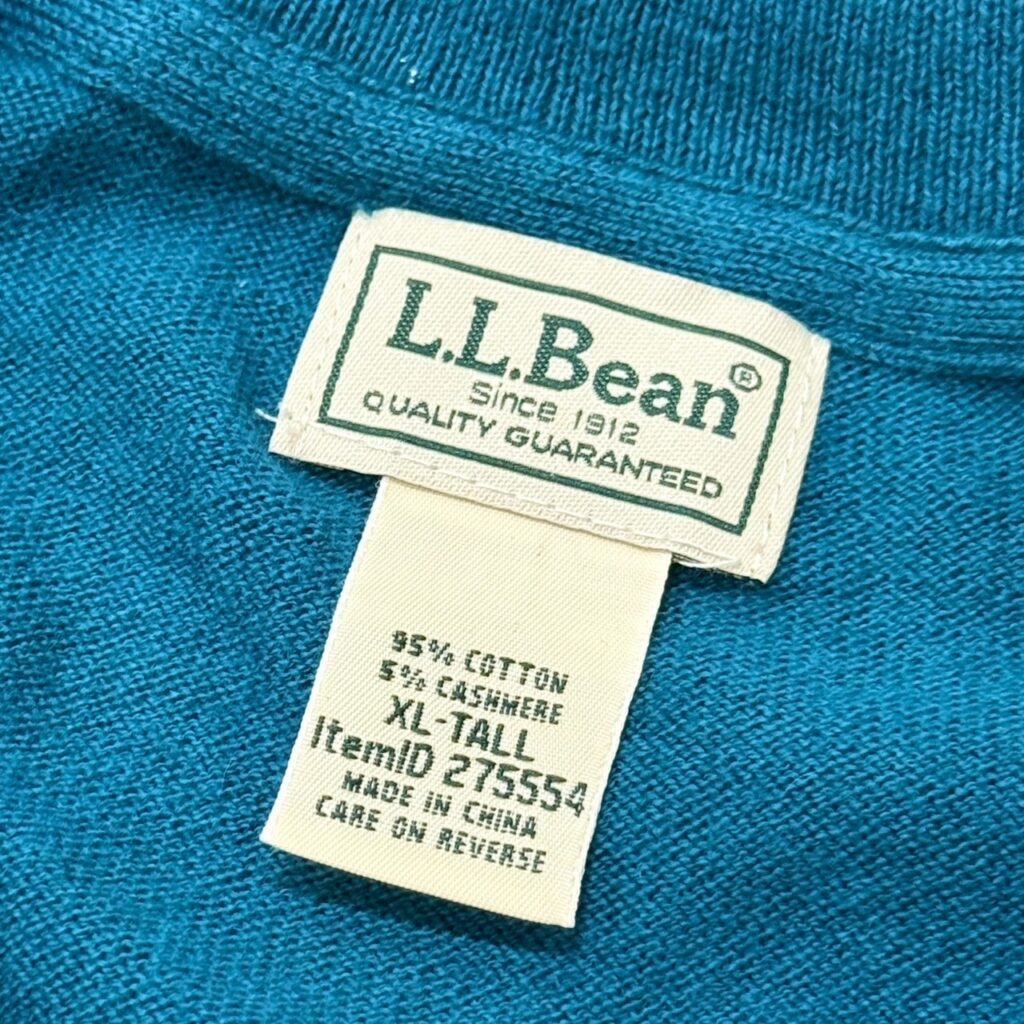 L.L.Bean®
Since 1912
QUALITY GUARANTEED
95% COTTON
5% CASHMERE
XL-TALL
ItemID 275554
MADE IN CHINA
CARE ON REVERSE